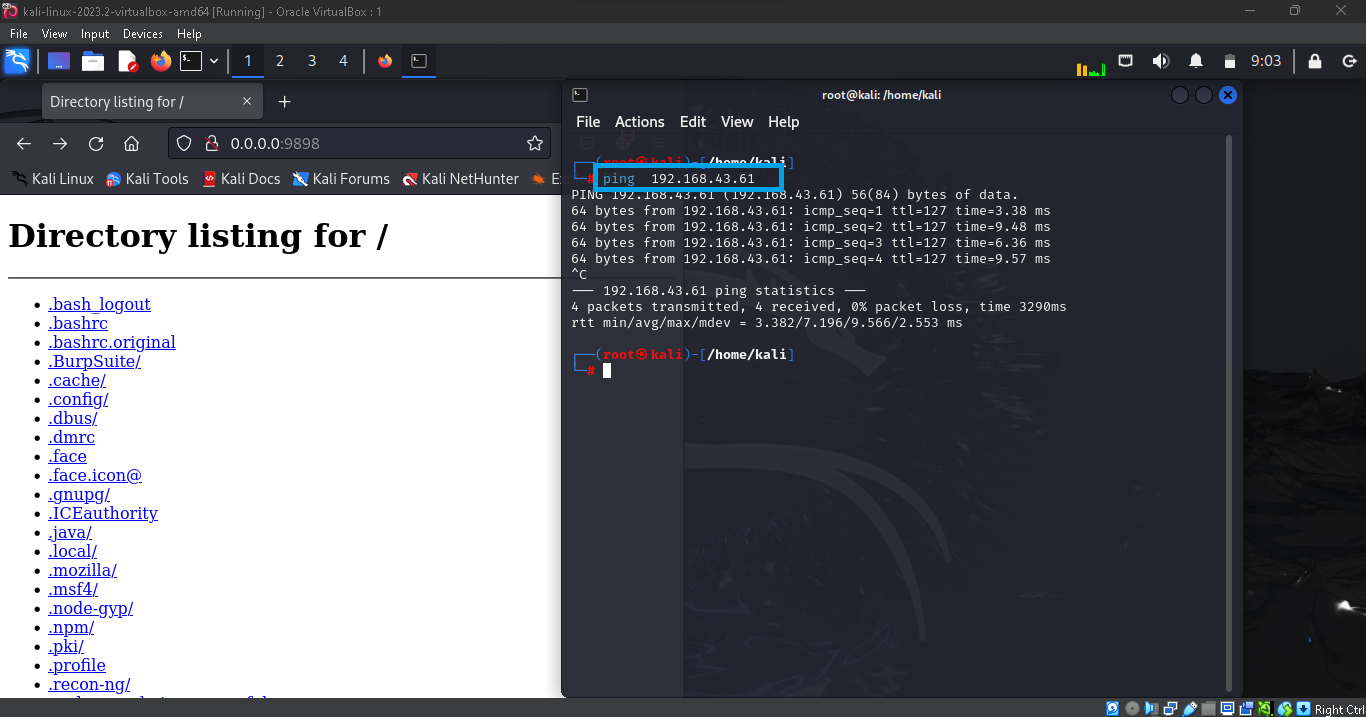 kali-linux-2023.2-virtualbox-amd64 [Running] - Oracle VirtualBox : 1
File View Input Devices Help
1 2 3 4 9:03
Directory listing for /
0.0.0.0:9898
Kali Linux Kali Tools Kali Docs Kali Forums Kali NetHunter
Directory listing for /
.bash_logout
.bashrc
.bashrc.original
.BurpSuite/
.cache/
.config/
.dbus/
.dmrc
.face
.face.icon@
.gnupg/
.ICEauthority
.java/
.local/
.mozilla/
.msf4/
.node-gyp/
.npm/
.pki/
.profile
.recon-ng/
root@kali: /home/kali
File Actions Edit View Help
┌──(root㉿kali)-[/home/kali]
└─# ping 192.168.43.61
PING 192.168.43.61 (192.168.43.61) 56(84) bytes of data.
64 bytes from 192.168.43.61: icmp_seq=1 ttl=127 time=3.38 ms
64 bytes from 192.168.43.61: icmp_seq=2 ttl=127 time=9.48 ms
64 bytes from 192.168.43.61: icmp_seq=3 ttl=127 time=6.36 ms
64 bytes from 192.168.43.61: icmp_seq=4 ttl=127 time=9.57 ms
^C
--- 192.168.43.61 ping statistics ---
4 packets transmitted, 4 received, 0% packet loss, time 3290ms
rtt min/avg/max/mdev = 3.382/7.196/9.566/2.553 ms
┌──(root㉿kali)-[/home/kali]
└─#
Right Ctrl